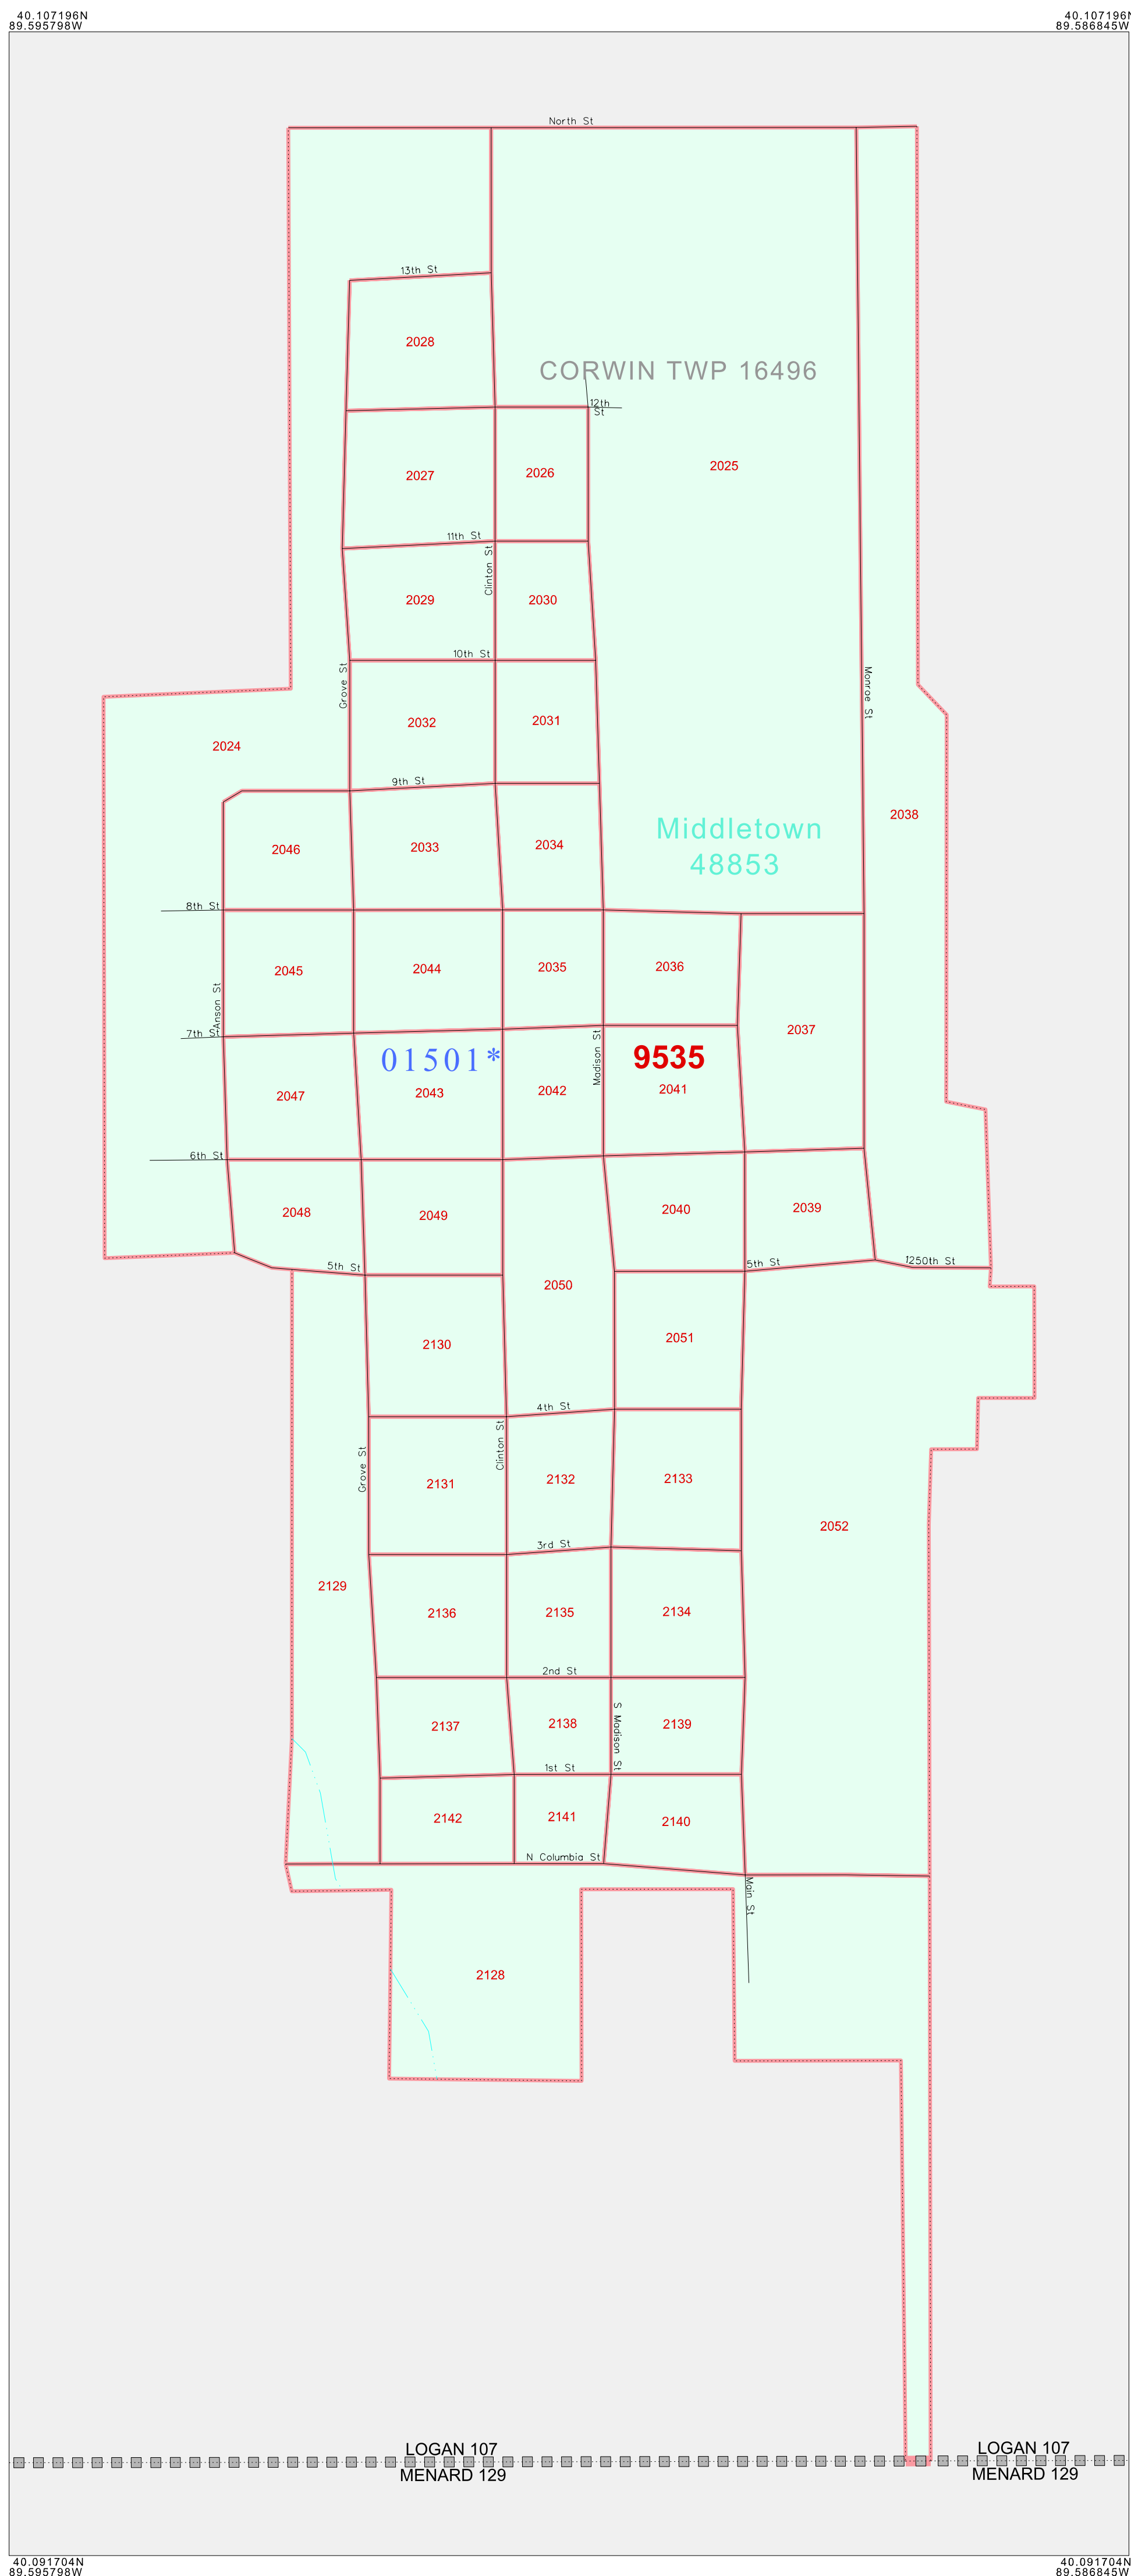 40.107196N
89.595798W
40.107196N
89.586845W
North St
13th St
2028
CORWIN TWP 16496
12th
St
2025
2027
2026
11th St
Clinton St
2029
2030
10th St
Grove St
Monroe St
2032
2031
2024
9th St
2038
Middletown
48853
2046
2033
2034
8th St
2045
2044
2035
2036
Anson St
7th St
2037
01501*
Madison St
9535
2047
2043
2042
2041
6th St
2048
2049
2040
2039
5th St
5th St
1250th St
2050
2130
2051
4th St
Clinton St
Grove St
2131
2132
2133
2052
3rd St
2129
2136
2135
2134
2nd St
S Madison St
2137
2138
2139
1st St
2142
2141
2140
N Columbia St
Main St
2128
LOGAN 107
MENARD 129
LOGAN 107
MENARD 129
40.091704N
89.595798W
40.091704N
89.586845W